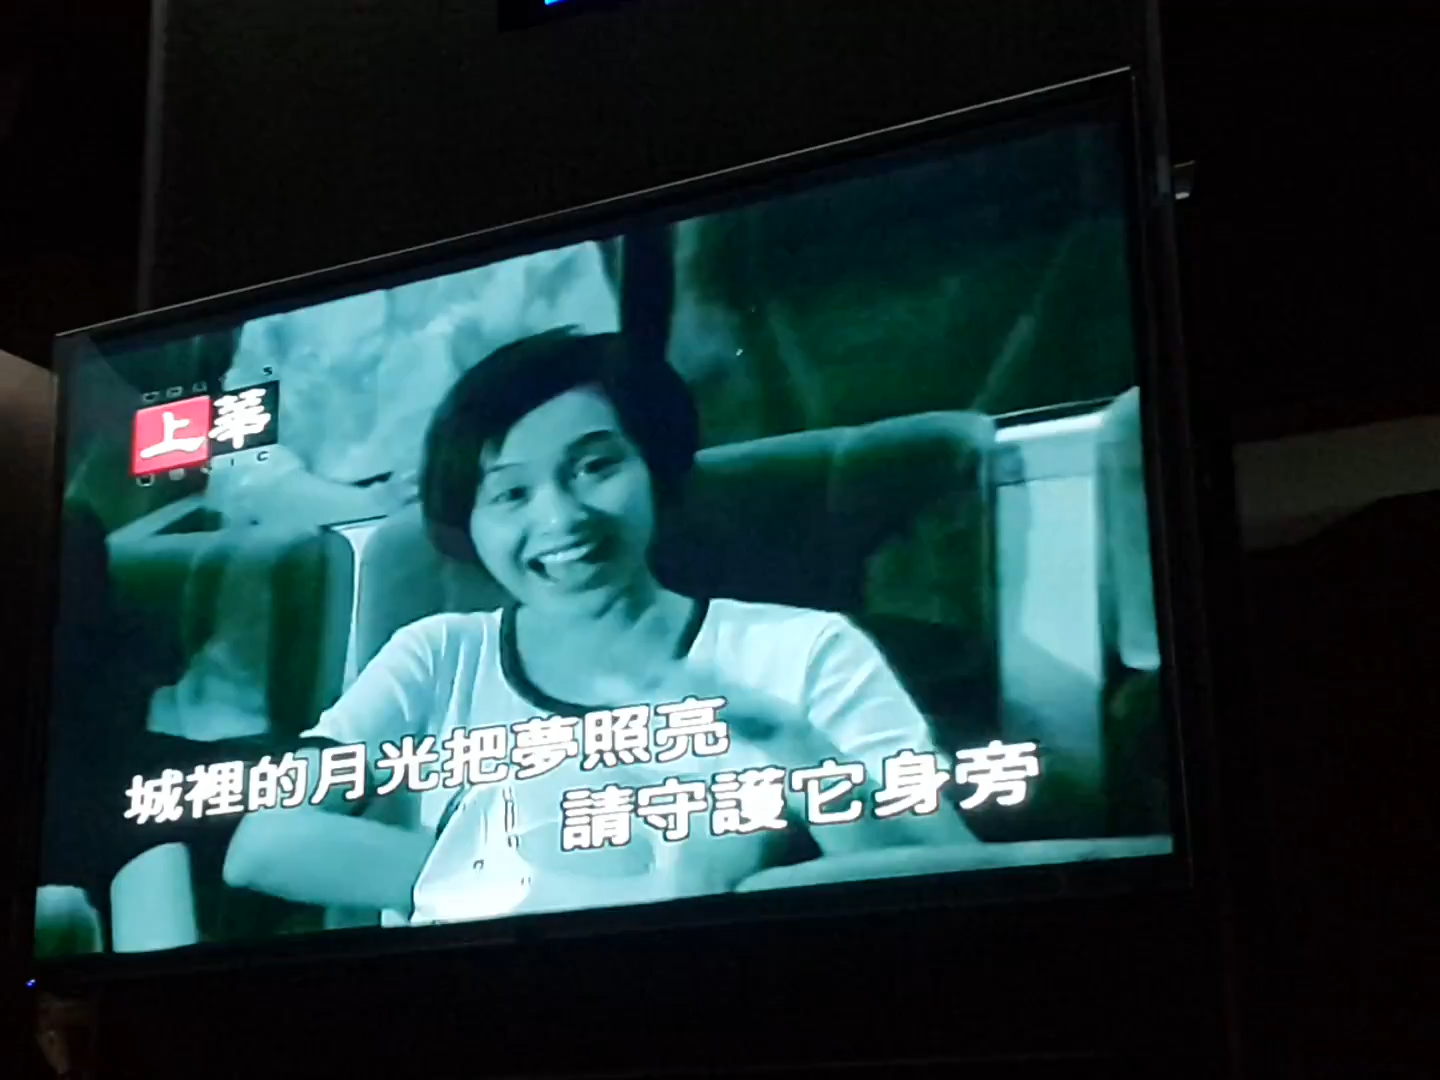 上華
城裡的月光把夢照亮
請守護它身旁